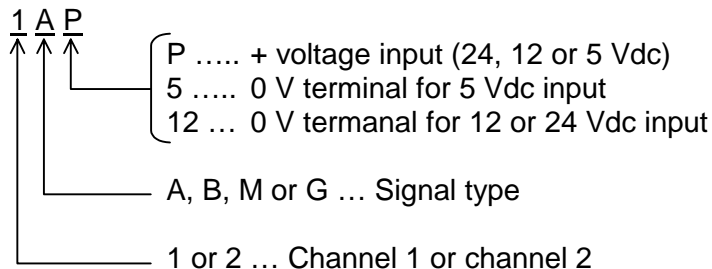 1 A P
P ….. + voltage input (24, 12 or 5 Vdc)
5 ….. 0 V terminal for 5 Vdc input
12 … 0 V termanal for 12 or 24 Vdc input
A, B, M or G … Signal type
1 or 2 … Channel 1 or channel 2